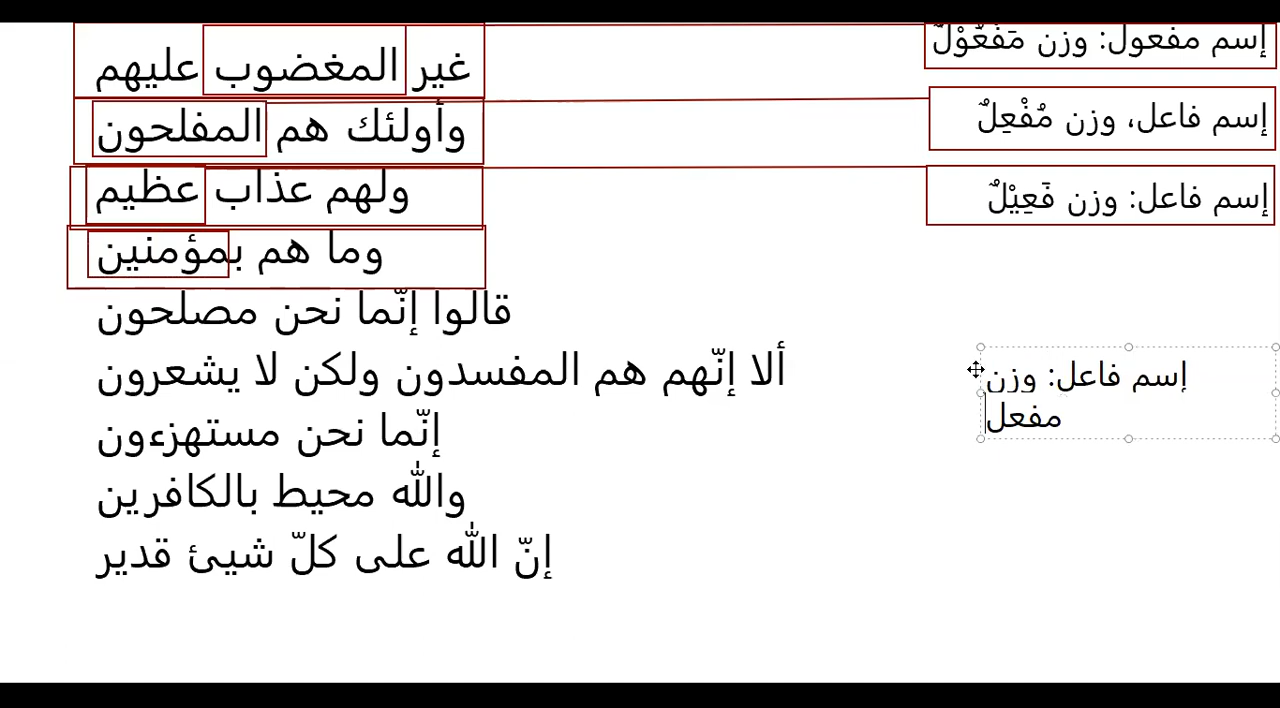 إسم مفعول: وزن مَفْعُوْلٌ
غير المغضوب عليهم
إسم فاعل، وزن مُفْعِلٌ
وأولئك هم المفلحون
إسم فاعل: وزن فَعِيْلٌ
ولهم عذاب عظيم
وما هم بمؤمنين
قالوا إنّما نحن مصلحون
ألا إنّهم هم المفسدون ولكن لا يشعرون
إسم فاعل: وزن
مفعل
إنّما نحن مستهزءون
والله محيط بالكافرين
إنّ الله على كلّ شيئ قدير